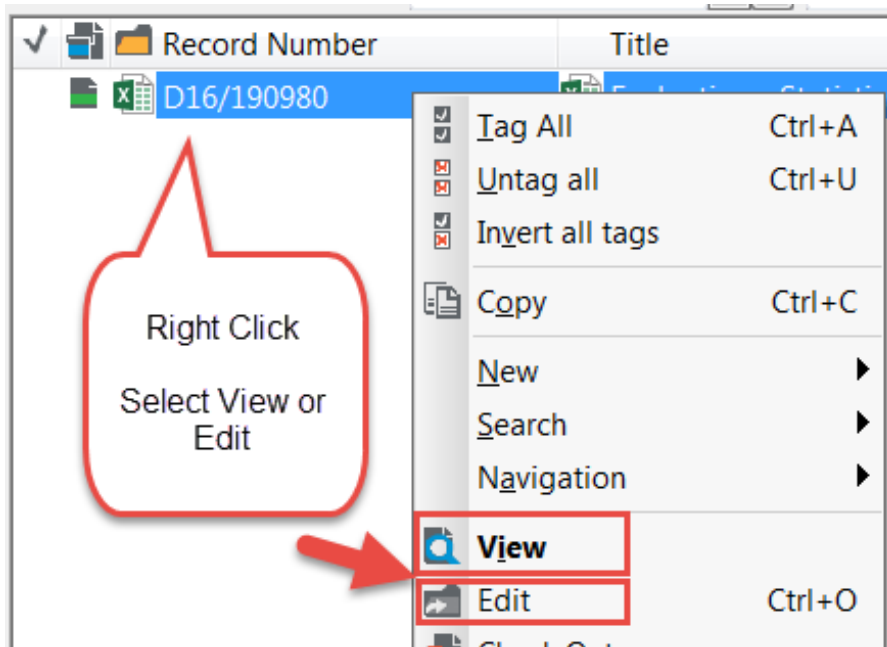 Record Number Title
D16/190980
Tag All Ctrl+A
Untag all Ctrl+U
Invert all tags
Copy Ctrl+C
New
Search
Navigation
View
Edit Ctrl+O
Right Click
Select View or
Edit